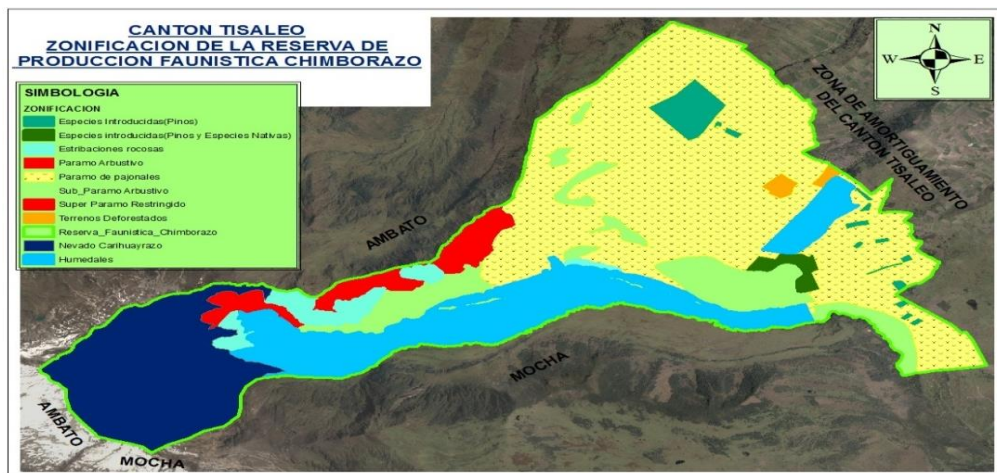 CANTON TISALEO
ZONIFICACION DE LA RESERVA DE
PRODUCCION FAUNISTICA CHIMBORAZO
SIMBOLOGIA
ZONIFICACION
Especies Introducidas(Pinos)
Especies introducidas(Pinos y Especies Nativas)
Estribaciones rocosas
Paramo Arbustivo
Paramo de pajonales
Sub_Paramo Arbustivo
Super Paramo Restringido
Terrenos Deforestados
Reserva_Faunistica_Chimborazo
Nevado Carihuayrazo
Humedales
N
W
E
S
ZONA DE AMORTIGUAMIENTO
DEL CANTON TISALEO
AMBATO
MOCHA
AMBATO
MOCHA